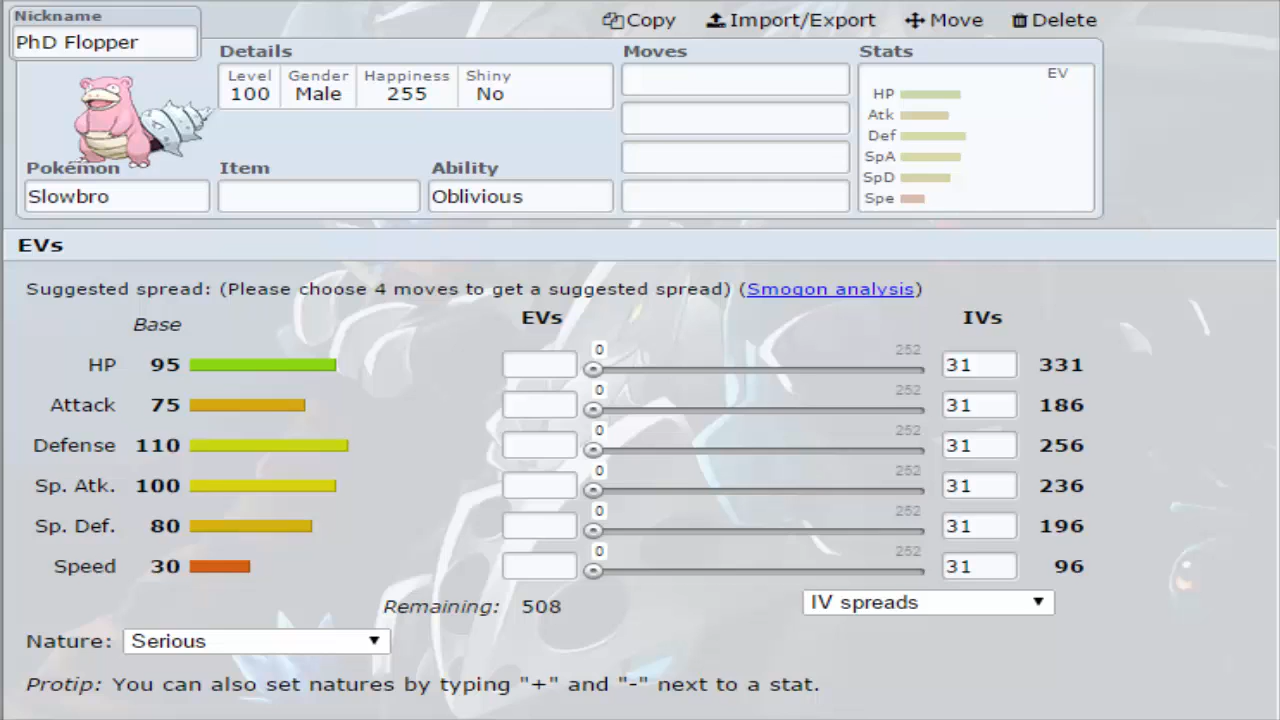 Nickname
PhD Flopper
Copy Import/Export Move Delete
Details
Level Gender Happiness Shiny
100 Male 255 No
Pokémon
Slowbro
Item
Ability
Oblivious
Moves
Stats
EV
HP
Atk
Def
SpA
SpD
Spe
EVs
Suggested spread: (Please choose 4 moves to get a suggested spread) (Smogon analysis)
Base EVs IVs
HP 95 0 252 31 331
Attack 75 0 252 31 186
Defense 110 0 252 31 256
Sp. Atk. 100 0 252 31 236
Sp. Def. 80 0 252 31 196
Speed 30 0 252 31 96
Remaining: 508 IV spreads
Nature: Serious
Protip: You can also set natures by typing "+" and "-" next to a stat.